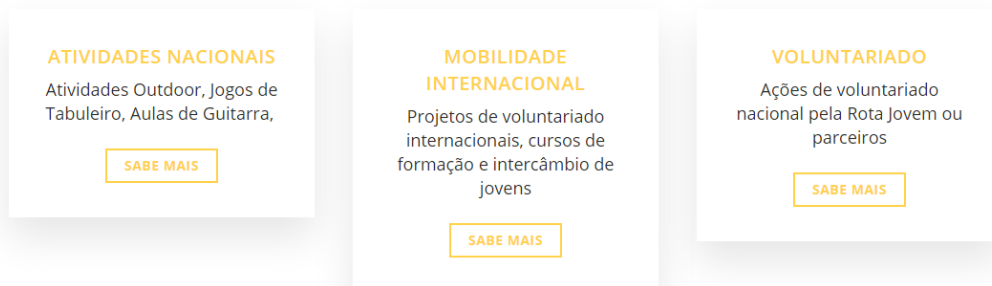 ATIVIDADES NACIONAIS
Atividades Outdoor, Jogos de
Tabuleiro, Aulas de Guitarra,
SABE MAIS
MOBILIDADE
INTERNACIONAL
Projetos de voluntariado
internacionais, cursos de
formação e intercâmbio de
jovens
SABE MAIS
VOLUNTARIADO
Ações de voluntariado
nacional pela Rota Jovem ou
parceiros
SABE MAIS